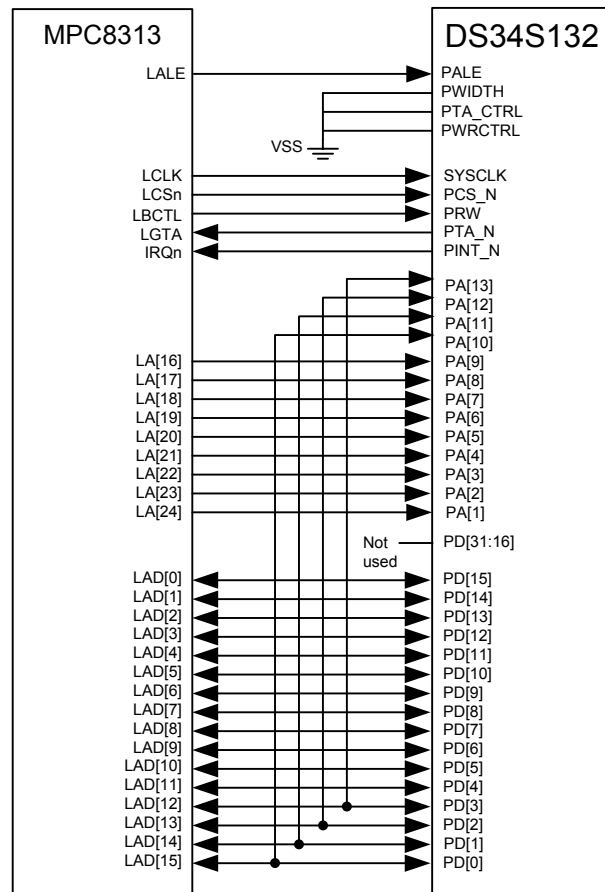 MPC8313 DS34S132
LALE PALE
PWIDTH
PTA_CTRL
PWRCTRL
VSS
LCLK SYSCLK
LCSn PCS_N
LBCTL PRW
LGTA PTA_N
IRQn PINT_N
PA[13]
PA[12]
PA[11]
PA[10]
LA[16] PA[9]
LA[17] PA[8]
LA[18] PA[7]
LA[19] PA[6]
LA[20] PA[5]
LA[21] PA[4]
LA[22] PA[3]
LA[23] PA[2]
LA[24] PA[1]
Not PD[31:16]
used
LAD[0] PD[15]
LAD[1] PD[14]
LAD[2] PD[13]
LAD[3] PD[12]
LAD[4] PD[11]
LAD[5] PD[10]
LAD[6] PD[9]
LAD[7] PD[8]
LAD[8] PD[7]
LAD[9] PD[6]
LAD[10] PD[5]
LAD[11] PD[4]
LAD[12] PD[3]
LAD[13] PD[2]
LAD[14] PD[1]
LAD[15] PD[0]